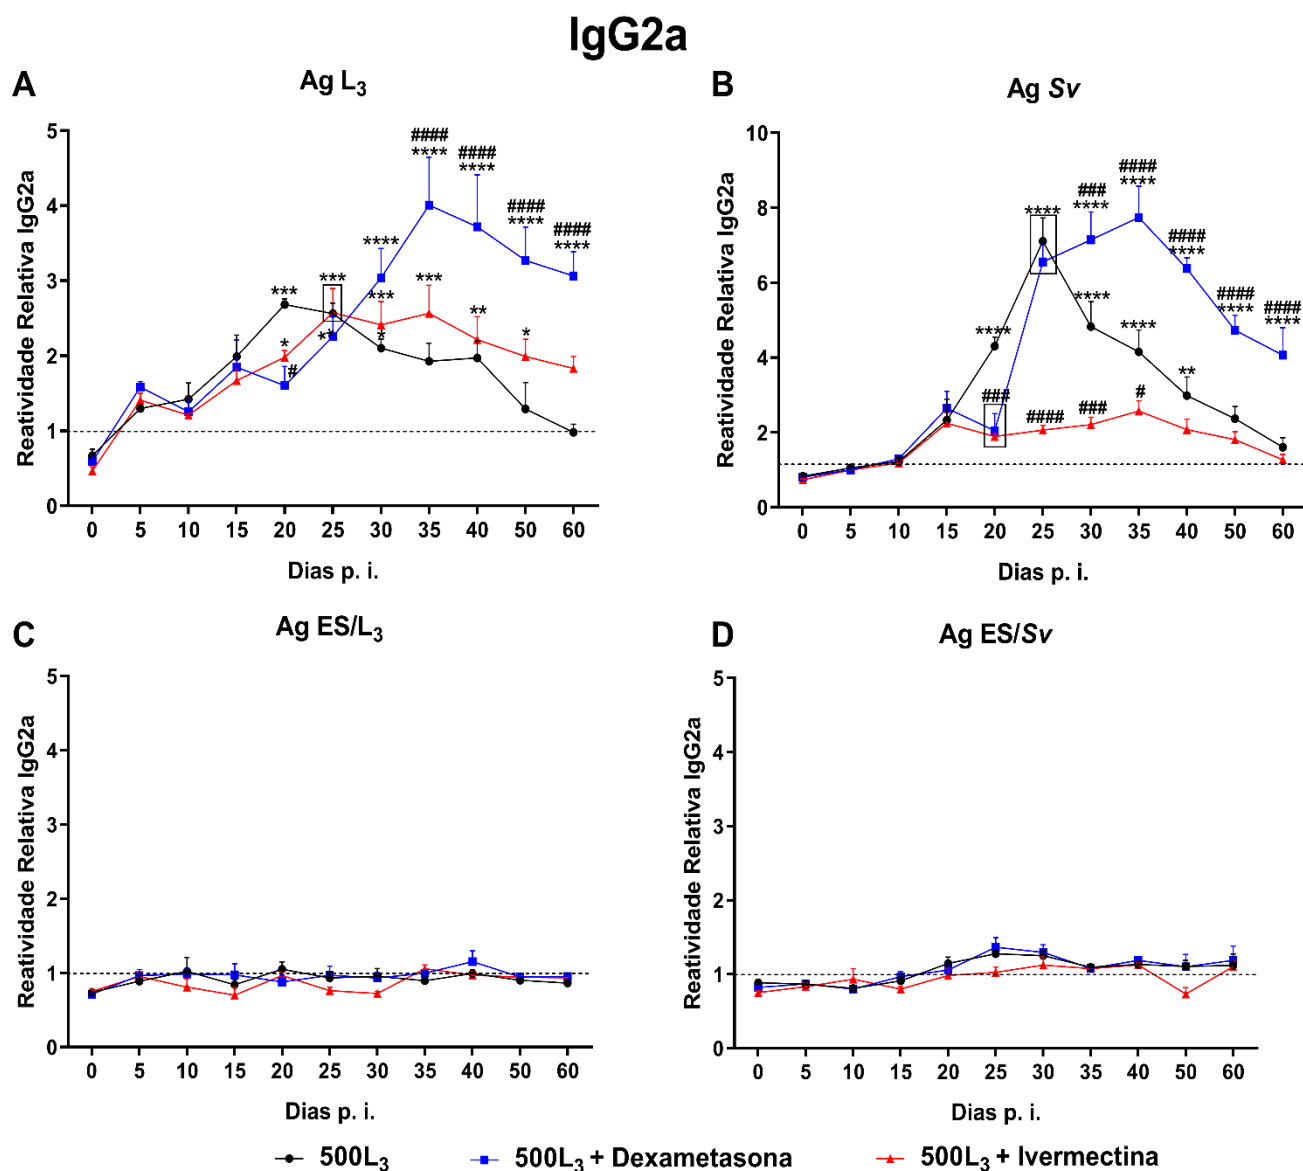 IgG2a
A
Ag L3
Reatividade Relativa IgG2a
5
4
3
2
1
0
#### #### #### ####
**** **** **** ****
****
*** *** *** ***
** *
* # ** *
0 5 10 15 20 25 30 35 40 50 60
Dias p. i.
B
Ag Sv
Reatividade Relativa IgG2a
10
8
6
4
2
0
**** ### #### #### #### ####
**** **** **** **** ****
**** **** **** **
### #### ### #
0 5 10 15 20 25 30 35 40 50 60
Dias p. i.
C
Ag ES/L3
Reatividade Relativa IgG2a
5
4
3
2
1
0
0 5 10 15 20 25 30 35 40 50 60
Dias p. i.
D
Ag ES/Sv
Reatividade Relativa IgG2a
5
4
3
2
1
0
0 5 10 15 20 25 30 35 40 50 60
Dias p. i.
500L3 500L3 + Dexametasona 500L3 + Ivermectina